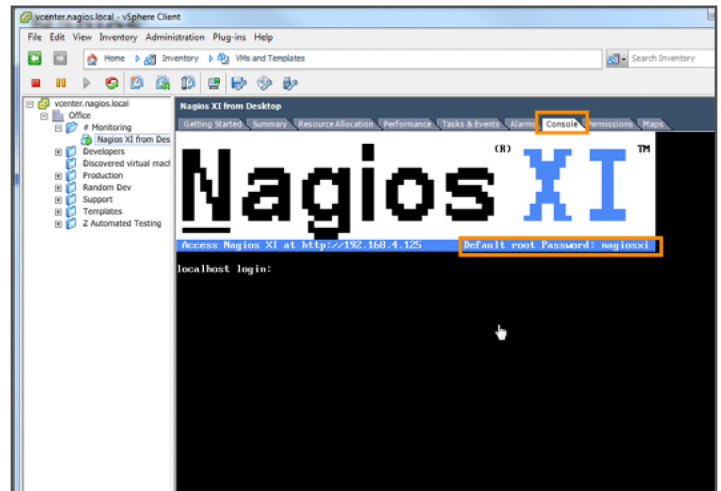 vcenter.nagios.local - vSphere Client
File Edit View Inventory Administration Plug-ins Help
Home Inventory VMs and Templates
Search Inventory
vcenter.nagios.local
Office
# Monitoring
Nagios XI from Des
Developers
Discovered virtual mach
Production
Random Dev
Support
Templates
Z Automated Testing
Nagios XI from Desktop
Getting Started Summary Resource Allocation Performance Tasks & Events Alarms Console Permissions Maps
Nagios (R) XI TM
Access Nagios XI at http://192.168.4.125 Default root Password: nagiosxi
localhost login: